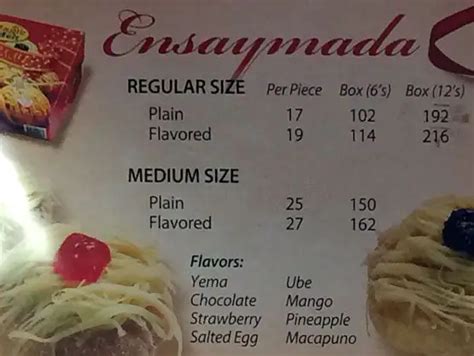 Ensaymada
REGULAR SIZE Per Piece Box (6's) Box (12's)
Plain 17 102 192
Flavored 19 114 216
MEDIUM SIZE
Plain 25 150
Flavored 27 162
Flavors:
Yema Ube
Chocolate Mango
Strawberry Pineapple
Salted Egg Macapuno